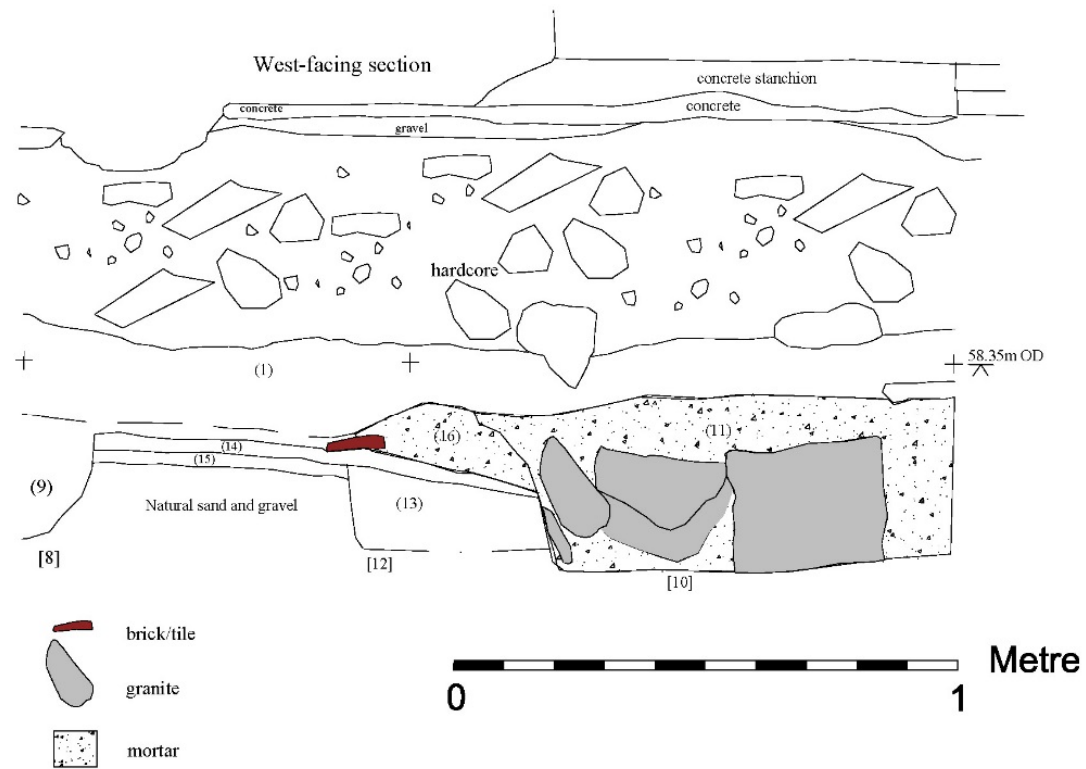 West-facing section
concrete stanchion
concrete
concrete
gravel
hardcore
58.35m OD
(1)
(16)
(11)
(14)
(15)
(9)
Natural sand and gravel
(13)
[8]
[12]
[10]
brick/tile
granite
mortar
Metre
0
1